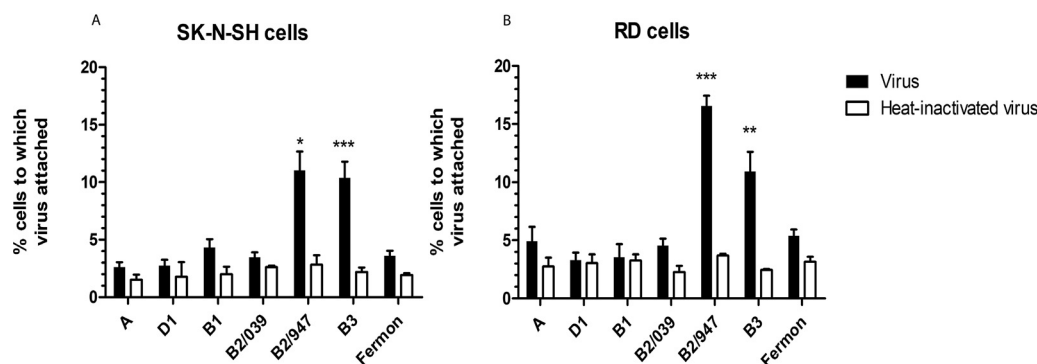 A
SK-N-SH cells
% cells to which
virus attached
20
15
10
5
0
*
***
A
D1
B1
B2/039
B2/947
B3
Fermon
B
RD cells
% cells to which
virus attached
20
15
10
5
0
***
**
A
D1
B1
B2/039
B2/947
B3
Fermon
Virus
Heat-inactivated virus